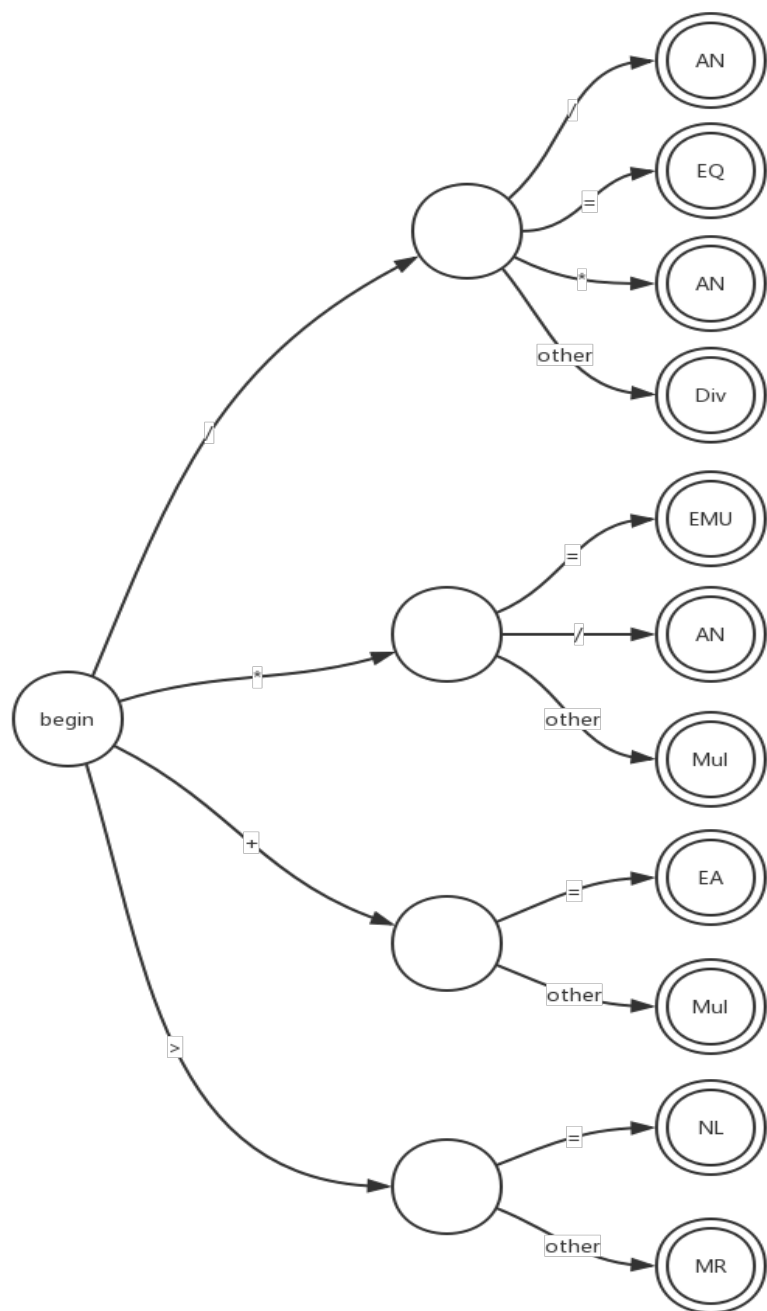 AN
/
EQ
=
*
AN
other
Div
/
EMU
=
/
AN
*
begin
other
Mul
+
=
EA
other
Mul
>
=
NL
other
MR